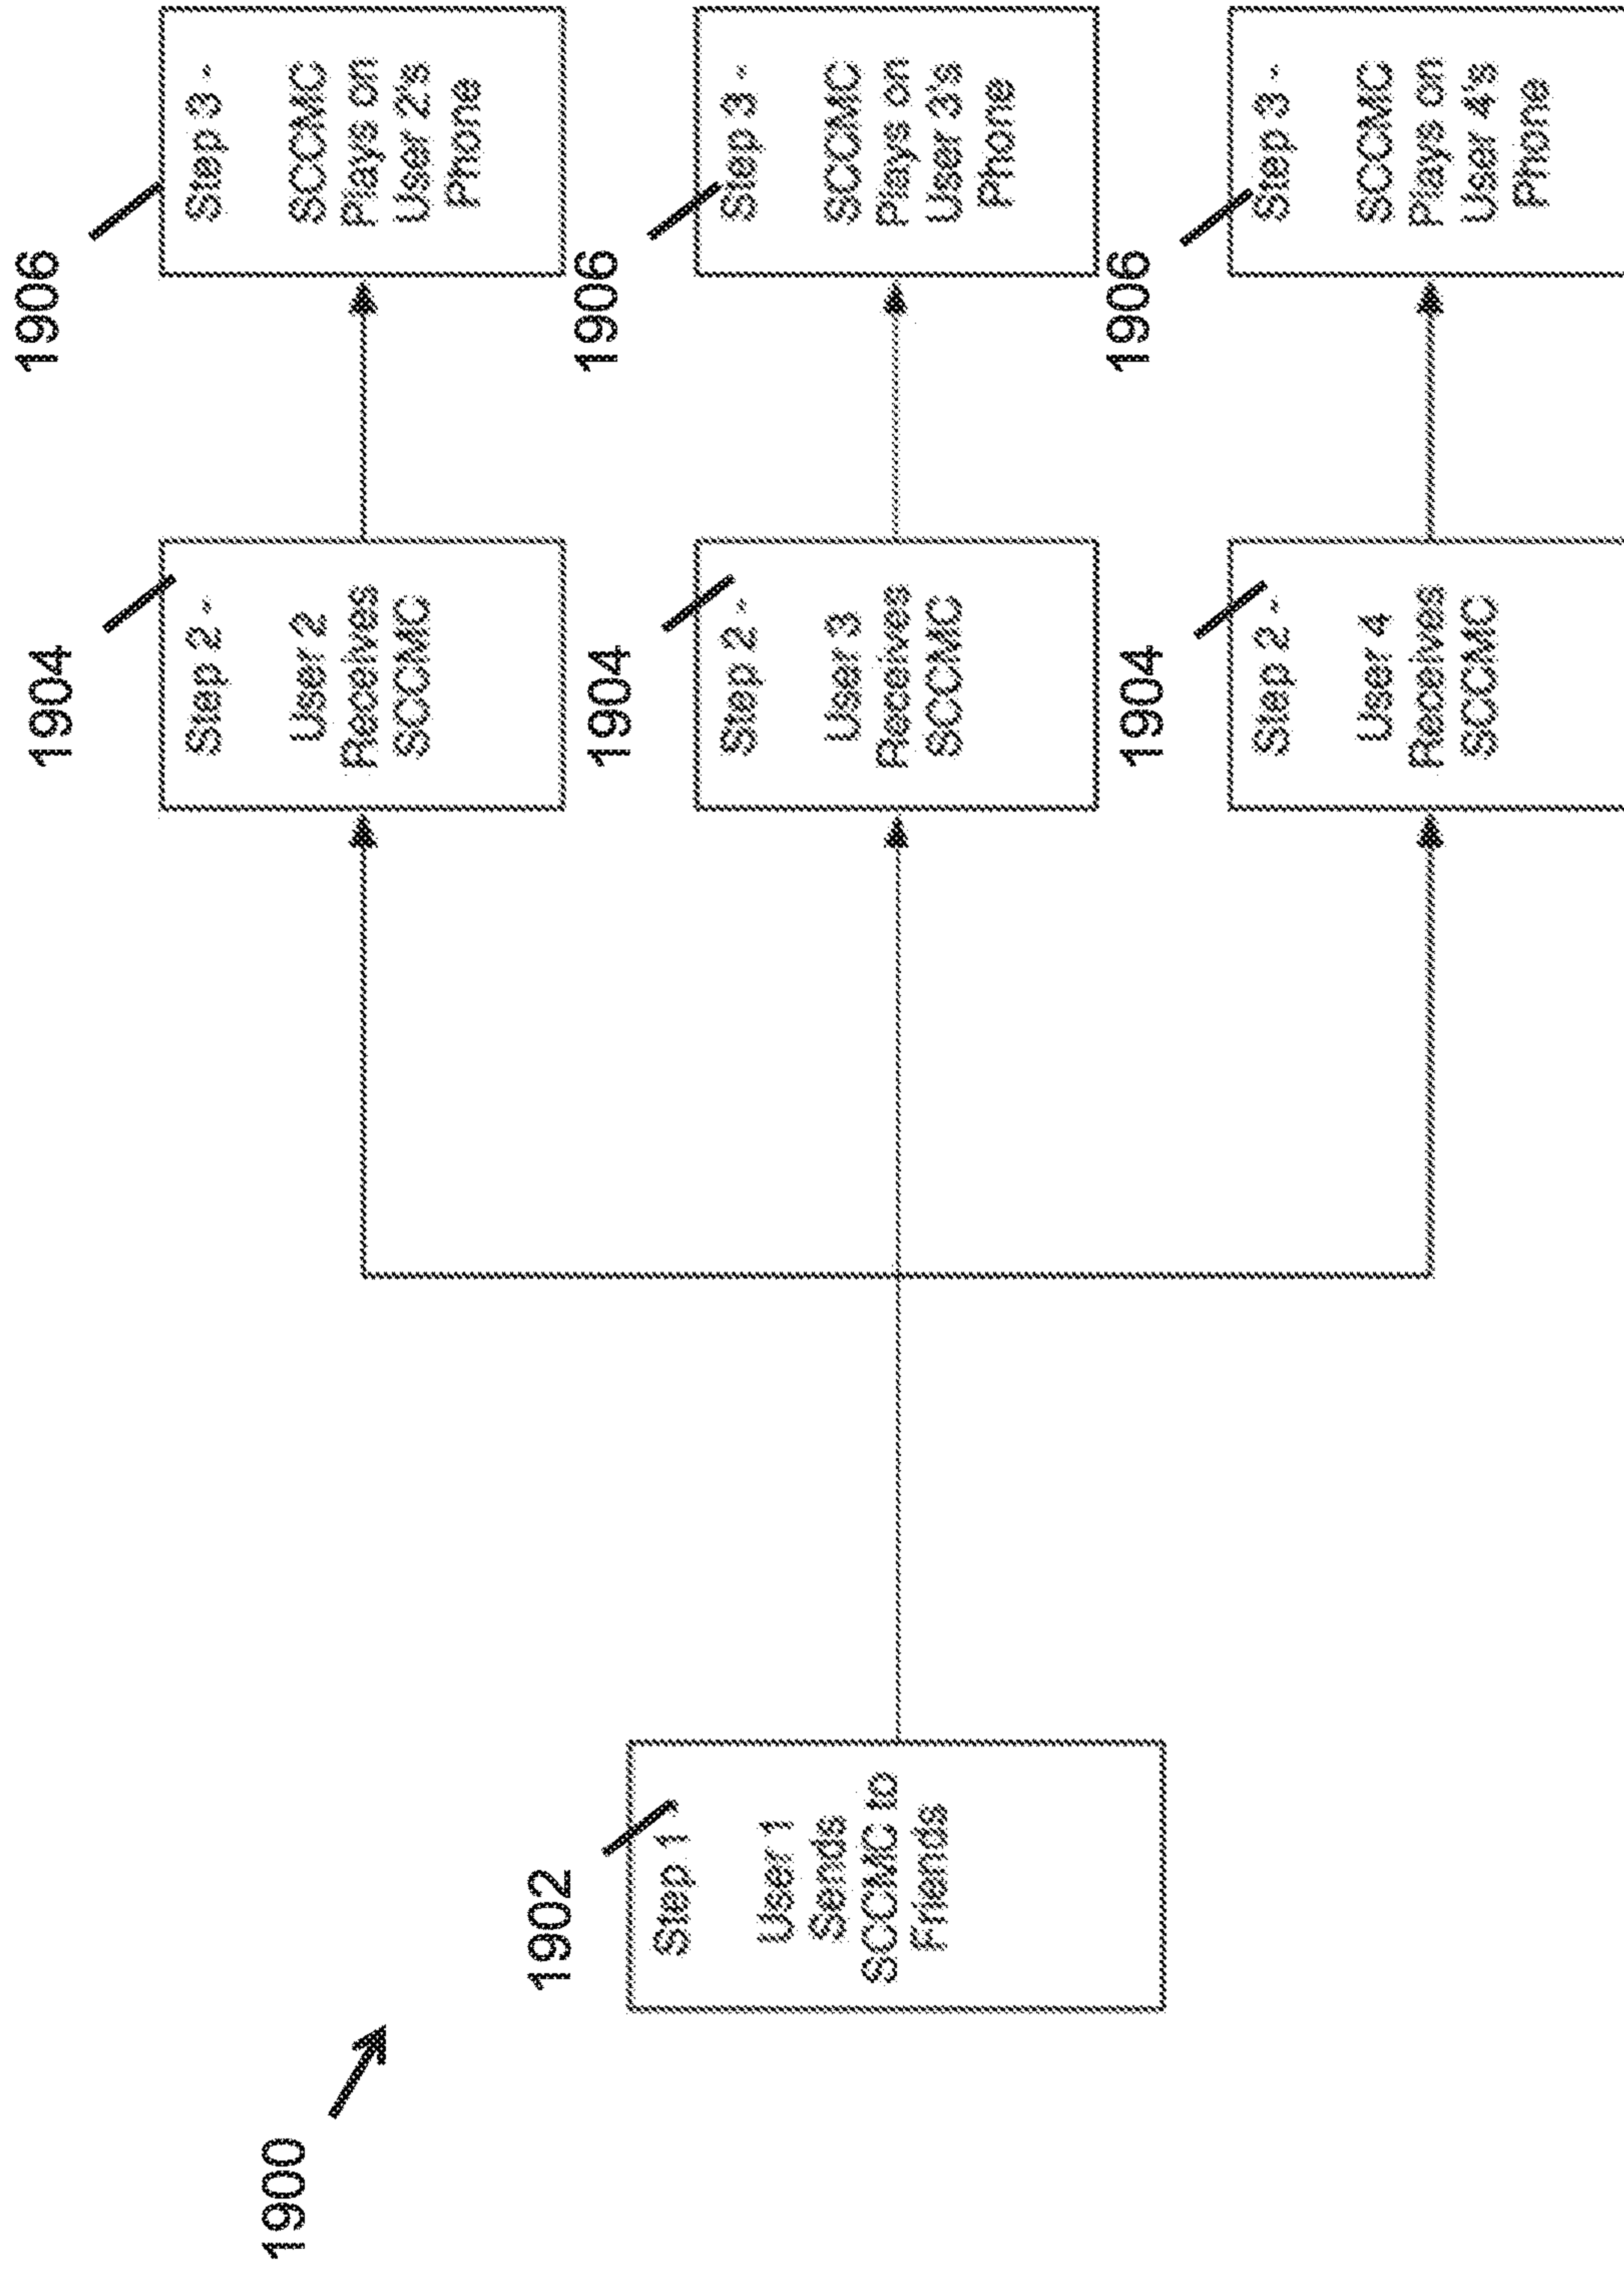 1900
1902
Step 1
User 1
Sends
SCCMC to
Friends
1904
Step 2 -
User 2
Receives
SCCMC
1906
Step 3 -
SCCMC
Plays on
User 2's
Phone
1904
Step 2 -
User 3
Receives
SCCMC
1906
Step 3 -
SCCMC
Plays on
User 3's
Phone
1904
Step 2 -
User 4
Receives
SCCMC
1906
Step 3 -
SCCMC
Plays on
User 4's
Phone